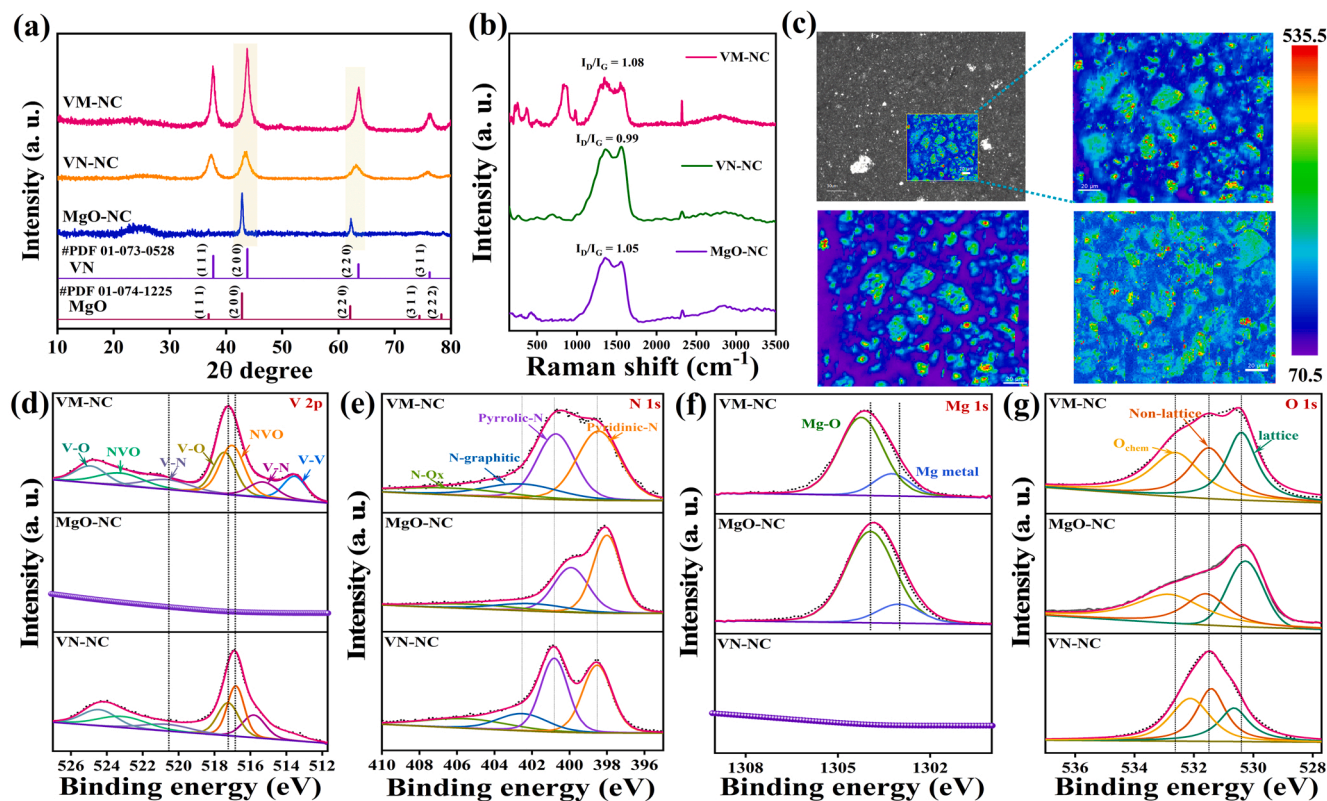 (a)
VM-NC
VN-NC
MgO-NC
#PDF 01-073-0528
VN
(1 1 1)
(2 0 0)
(2 2 0)
(3 1 1)
#PDF 01-074-1225
MgO
(1 1 1)
(2 0 0)
(2 2 0)
(3 1 1)
(2 2 2)
10 20 30 40 50 60 70 80
2θ degree
Intensity (a. u.)
(b)
I_D/I_G = 1.08
VM-NC
I_D/I_G = 0.99
VN-NC
I_D/I_G = 1.05
MgO-NC
500 1000 1500 2000 2500 3000 3500
Raman shift (cm⁻¹)
Intensity (a. u.)
(c)
20 μm
20 μm
20 μm
535.5
70.5
(d)
VM-NC
V 2p
V-O
NVO
V-N
V-O
NVO
V-N
V-V
MgO-NC
VN-NC
526 524 522 520 518 516 514 512
Binding energy (eV)
Intensity (a. u.)
(e)
VM-NC
N 1s
Pyrrolic-N
Pyridinic-N
N-graphitic
N-Ox
MgO-NC
VN-NC
410 408 406 404 402 400 398 396
Binding energy (eV)
Intensity (a. u.)
(f)
VM-NC
Mg 1s
Mg-O
Mg metal
MgO-NC
VN-NC
1308 1305 1302
Binding energy (eV)
Intensity (a. u.)
(g)
VM-NC
O 1s
Non-lattice
O_chem
lattice
MgO-NC
VN-NC
536 534 532 530 528
Binding energy (eV)
Intensity (a. u.)